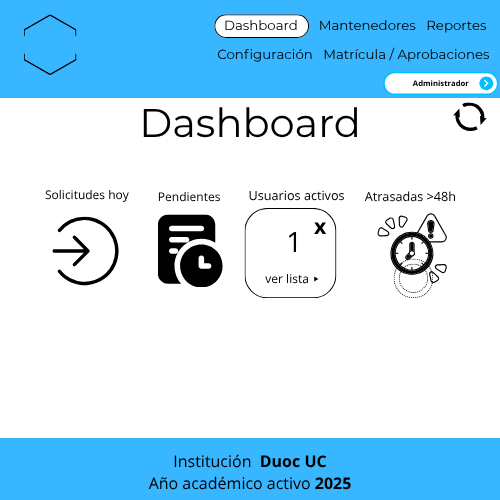 Dashboard Mantenedores Reportes
Configuración Matrícula / Aprobaciones
Administrador
Dashboard
Solicitudes hoy Pendientes Usuarios activos Atrasadas >48h
x
1
ver lista
Institución Duoc UC
Año académico activo 2025